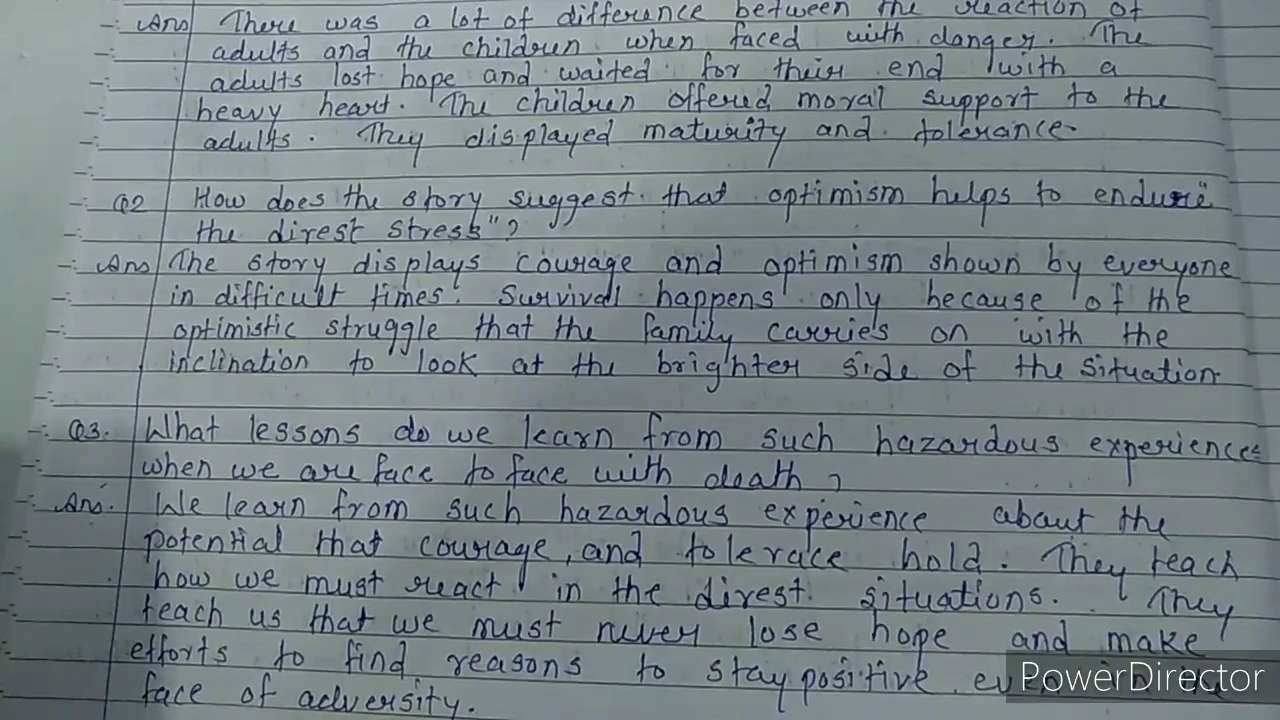 Ans There was a lot of difference between the reaction of
adults and the children when faced with danger. The
adults lost hope and waited for their end with a
heavy heart. The children offered moral support to the
adults. They displayed maturity and tolerance.
Q2 How does the story suggest that optimism helps to endure
the direst stress"?
Ans The story displays courage and optimism shown by everyone
in difficult times. Survival happens only because of the
optimistic struggle that the family carries on with the
inclination to look at the brighter side of the situation
Q3. What lessons do we learn from such hazardous experiences
when we are face to face with death ?
Ans. We learn from such hazardous experience about the
potential that courage, and tolerace hold. They teach
how we must react in the direst situations. They
teach us that we must never lose hope and make
efforts to find reasons to stay positive even in the
face of adversity.
PowerDirector